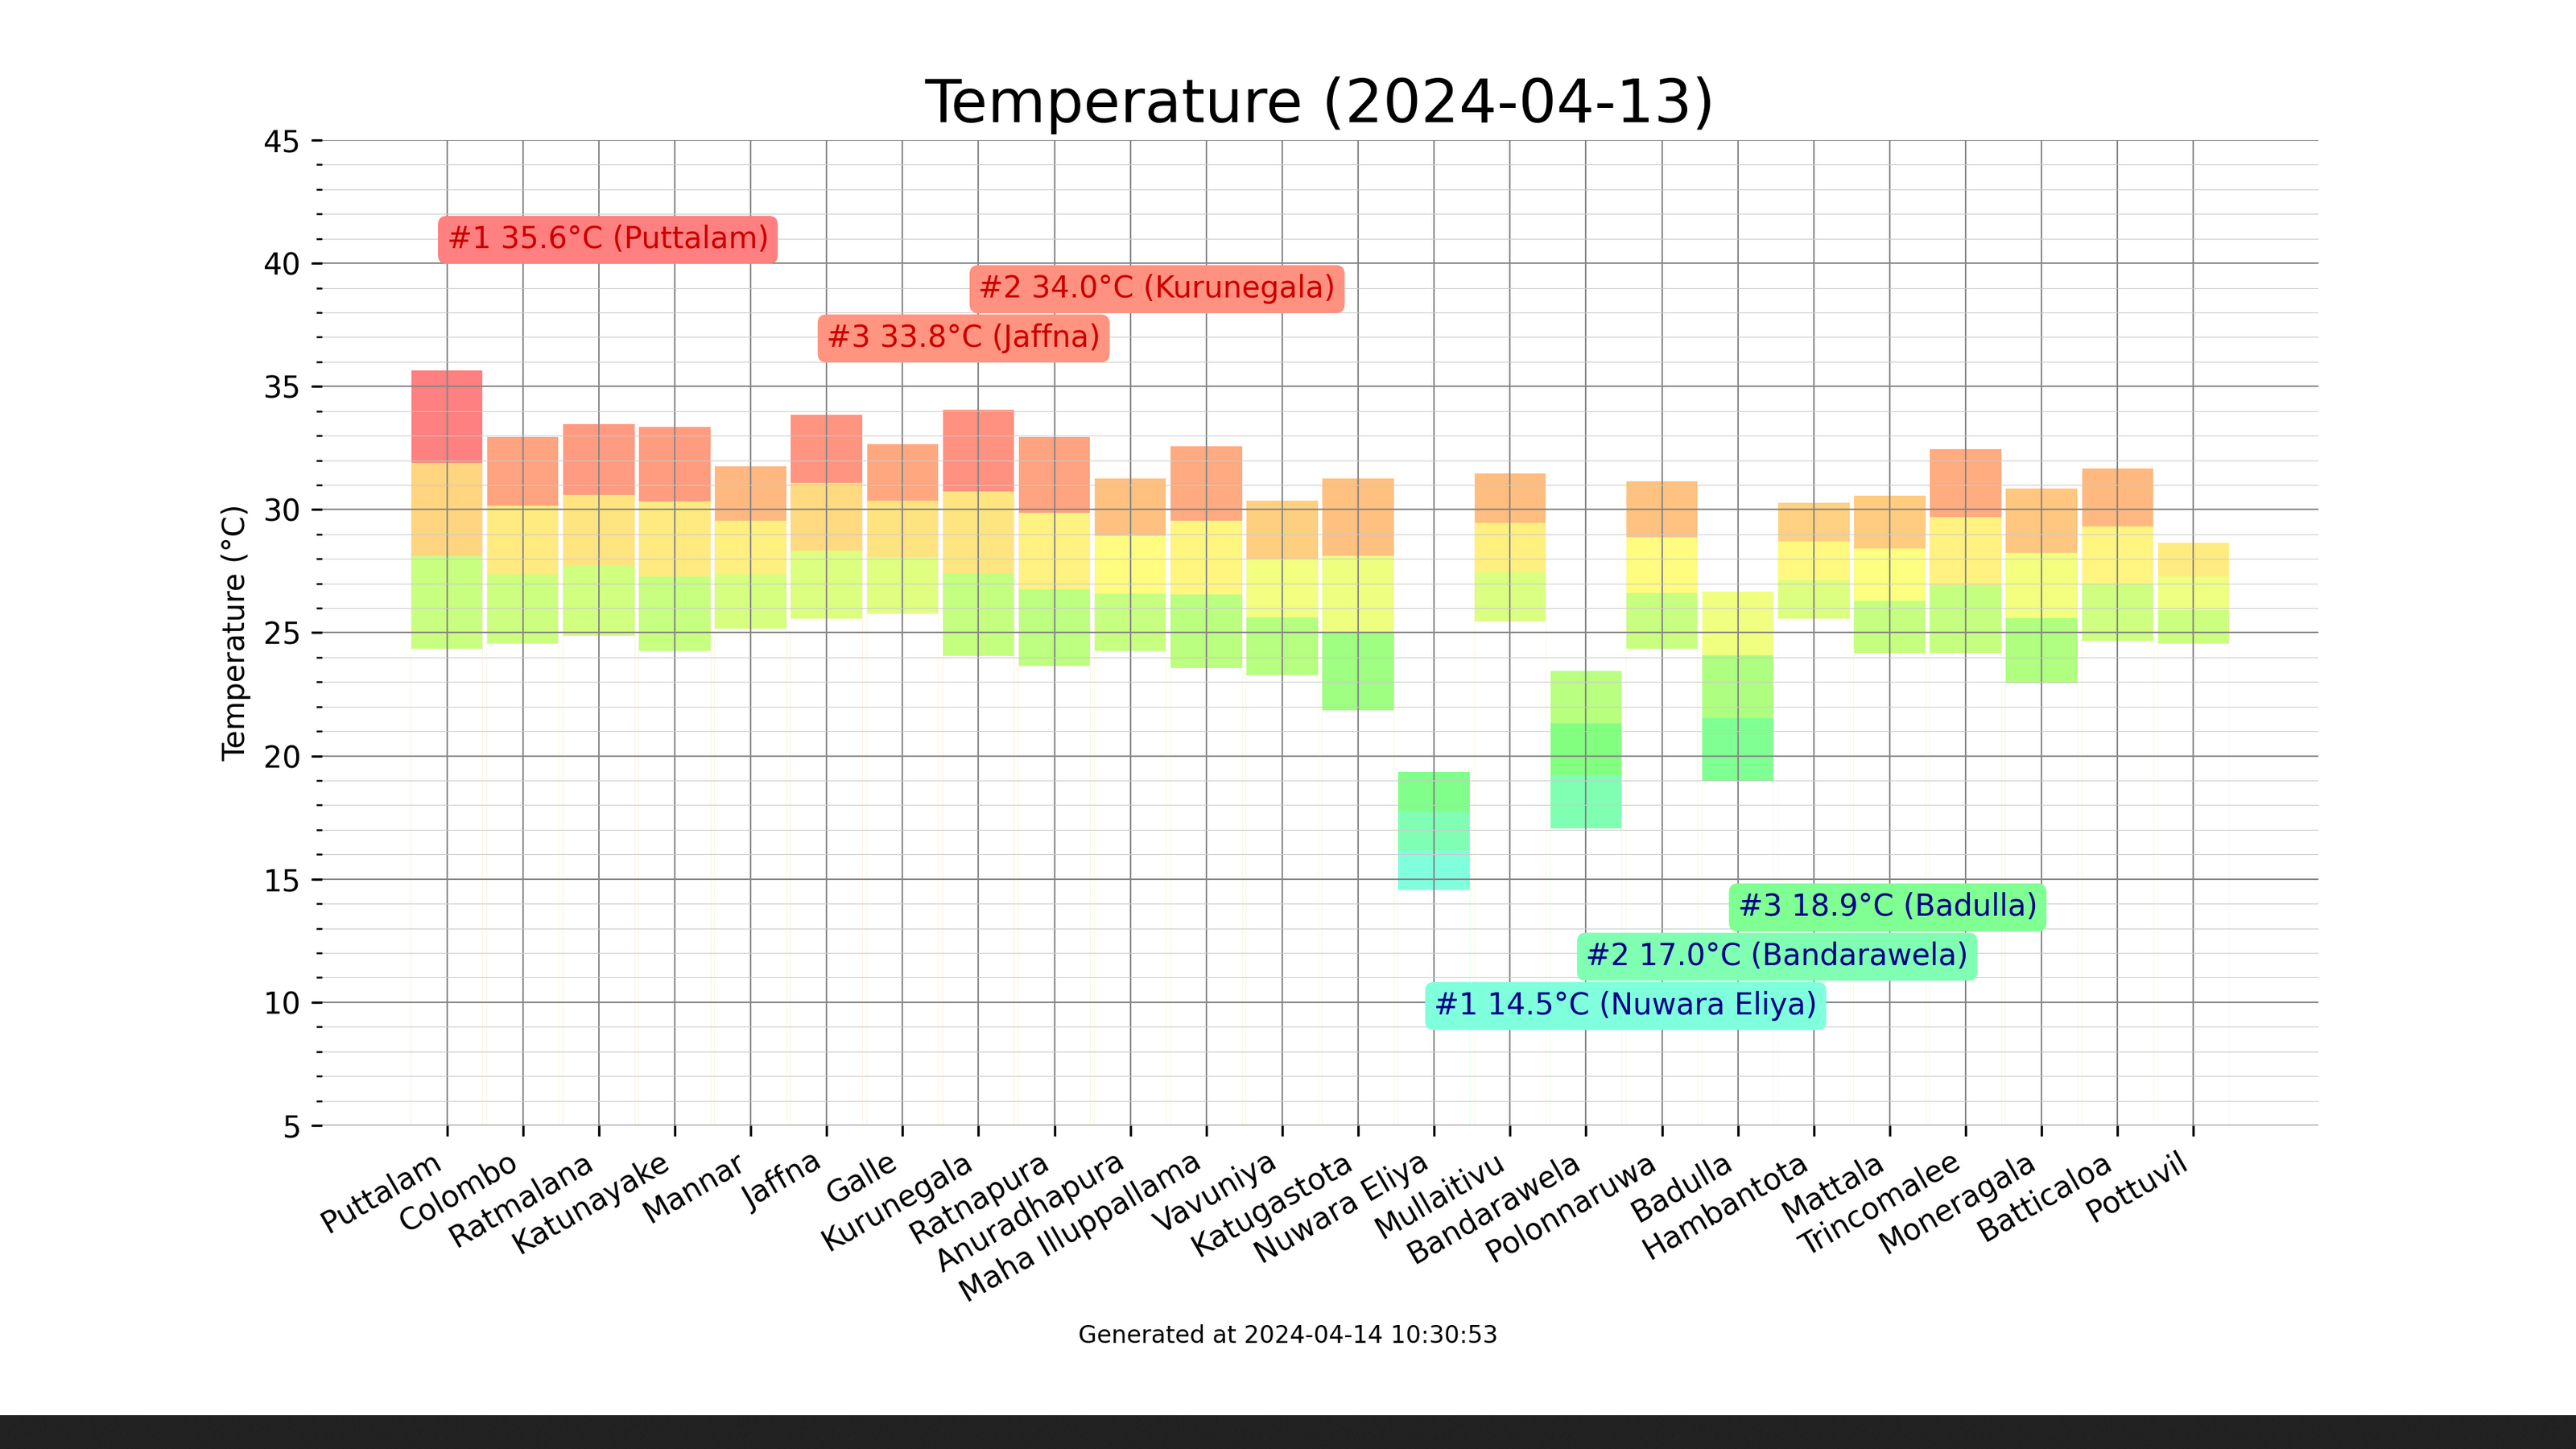 Temperature (2024-04-13)
Temperature (°C)
45
40
35
30
25
20
15
10
5
#1 35.6°C (Puttalam)
#2 34.0°C (Kurunegala)
#3 33.8°C (Jaffna)
#3 18.9°C (Badulla)
#2 17.0°C (Bandarawela)
#1 14.5°C (Nuwara Eliya)
Puttalam
Colombo
Ratmalana
Katunayake
Mannar
Jaffna
Galle
Kurunegala
Ratnapura
Anuradhapura
Maha Illuppallama
Vavuniya
Katugastota
Nuwara Eliya
Mullaitivu
Bandarawela
Polonnaruwa
Badulla
Hambantota
Mattala
Trincomalee
Moneragala
Batticaloa
Pottuvil
Generated at 2024-04-14 10:30:53